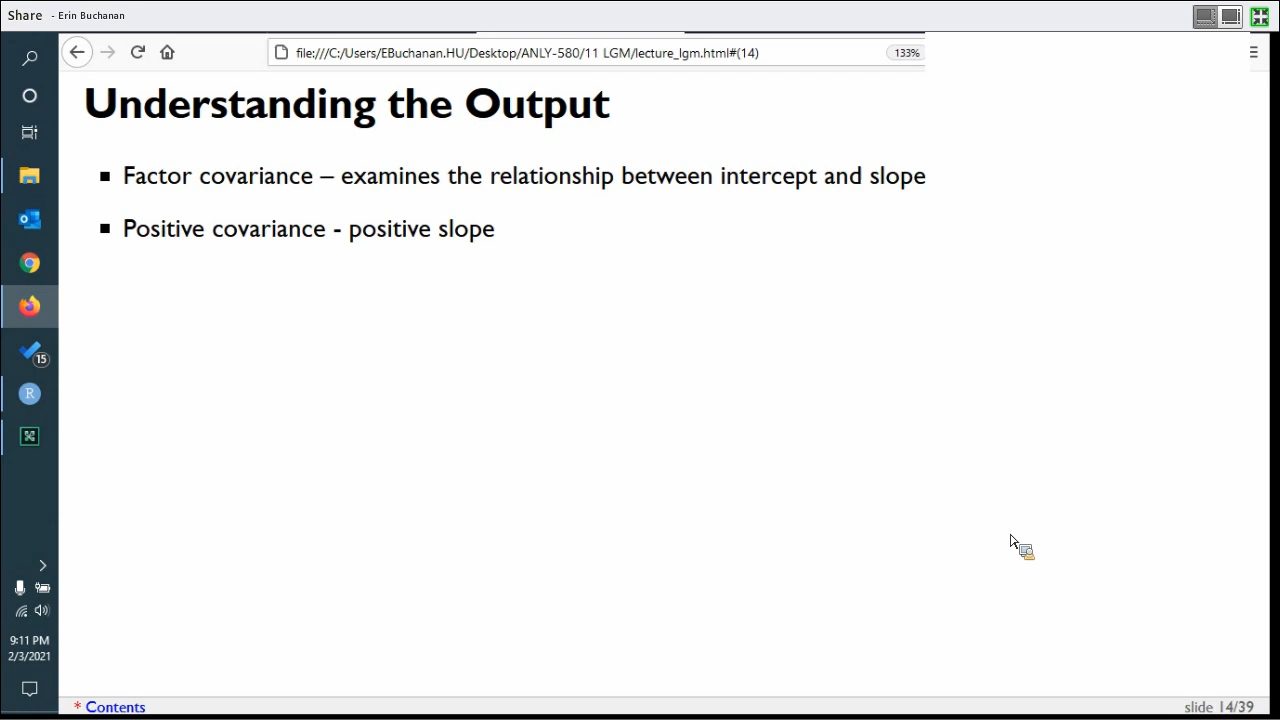 Share - Erin Buchanan
file:///C:/Users/EBuchanan.HU/Desktop/ANLY-580/11 LGM/lecture_lgm.html#(14)
133%
Understanding the Output
Factor covariance – examines the relationship between intercept and slope
Positive covariance - positive slope
15
R
9:11 PM
2/3/2021
* Contents
slide 14/39